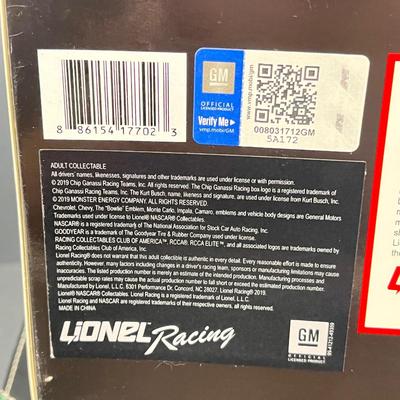 8 86154 17702 3
GM
OFFICIAL
LICENSED PRODUCT
Verify Me
vmp.mobi/GM
vmp.mobi/gm
008031712GM
5A172
ADULT COLLECTABLE
All drivers' names, likenesses, signatures and other trademarks are used under license or with permission.
© 2019 Chip Ganassi Racing Teams, Inc. All rights reserved. The Chip Ganassi Racing box logo is a registered trademark of
Chip Ganassi Racing Teams, Inc. The Kurt Busch, name, likeness and signature are used under license from Kurt Busch, Inc.
© 2019 MONSTER ENERGY COMPANY. ALL RIGHTS RESERVED.
Chevrolet, Chevy, The "Bowtie" Emblem, Monte Carlo, Impala, Camaro, emblems and vehicle body designs are General Motors
Trademarks used under license to Lionel® NASCAR® Collectables.
NASCAR® is a registered trademark of The National Association for Stock Car Auto Racing, Inc.
GOODYEAR is a Trademark of The Goodyear Tire & Rubber Company used under license.
RACING COLLECTABLES CLUB OF AMERICA™, RCCA®, RCCA ELITE™, and all associated logos are trademarks owned by
Racing Collectables Club of America, Inc.
Lionel Racing® assures that each adult collectable is authentic in every detail. Every reasonable effort is made to ensure
authenticity. However, many factors including changes in a driver's racing team, sponsors or manufacturing limitations may cause
inaccuracies. The listed production number is merely an estimate of the intended production. Manufacturing processes and
unpredictable scrap rates may cause the actual production number to fall short or exceed the estimated production number.
Manufactured by Lionel. L.L.C. 6301 Performance Dr. Concord, NC 28027. Lionel Racing® 2019.
Lionel® NASCAR® Collectables. Lionel Racing is a trademark of Lionel, L.L.C.
Lionel Racing and NASCAR are registered trademarks of their respective owners, all rights reserved.
MADE IN CHINA
LIONEL Racing
GM
OFFICIAL
LICENSED PRODUCT